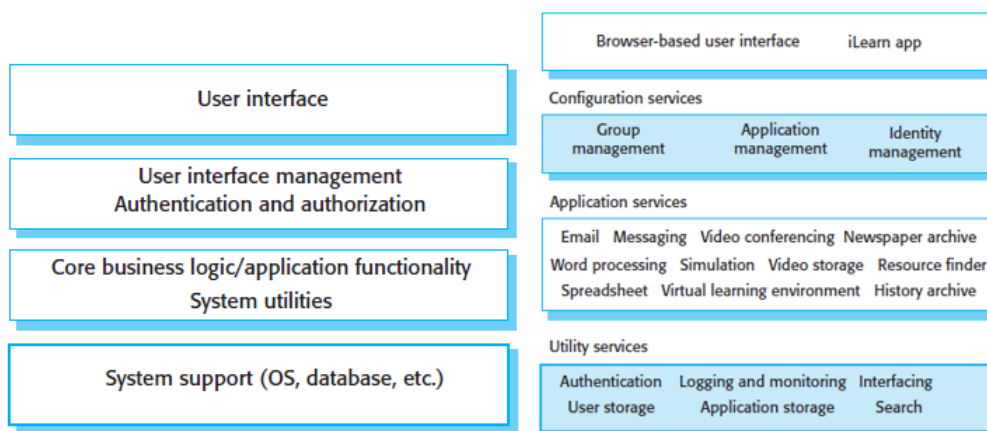 User interface
User interface management
Authentication and authorization
Core business logic/application functionality
System utilities
System support (OS, database, etc.)
Browser-based user interface iLearn app
Configuration services
Group management Application management Identity management
Application services
Email Messaging Video conferencing Newspaper archive
Word processing Simulation Video storage Resource finder
Spreadsheet Virtual learning environment History archive
Utility services
Authentication Logging and monitoring Interfacing
User storage Application storage Search